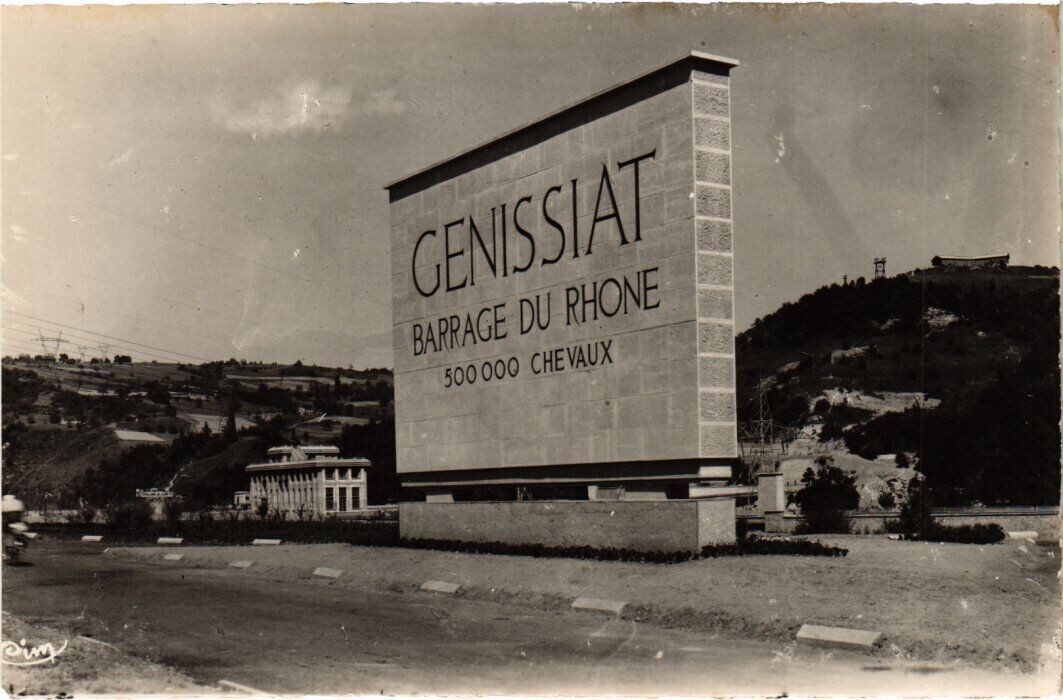 GENISSIAT
BARRAGE DU RHONE
500 000 CHEVAUX
Cim